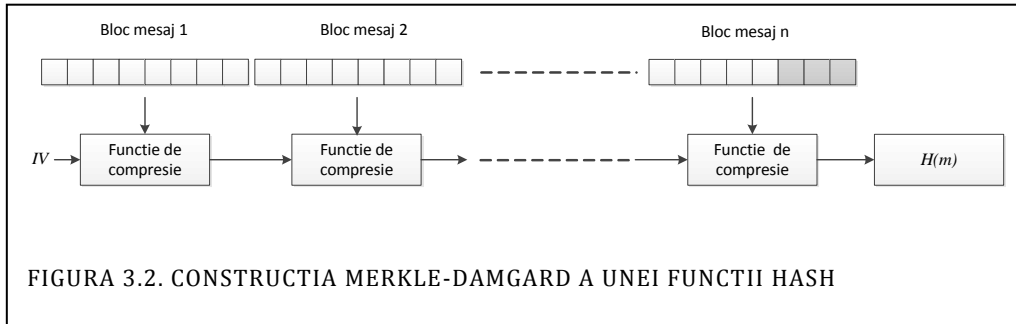 Bloc mesaj 1
Bloc mesaj 2
Bloc mesaj n
IV
Functie de
compresie
Functie de
compresie
Functie de
compresie
H(m)
FIGURA 3.2. CONSTRUCTIA MERKLE-DAMGARD A UNEI FUNCTII HASH